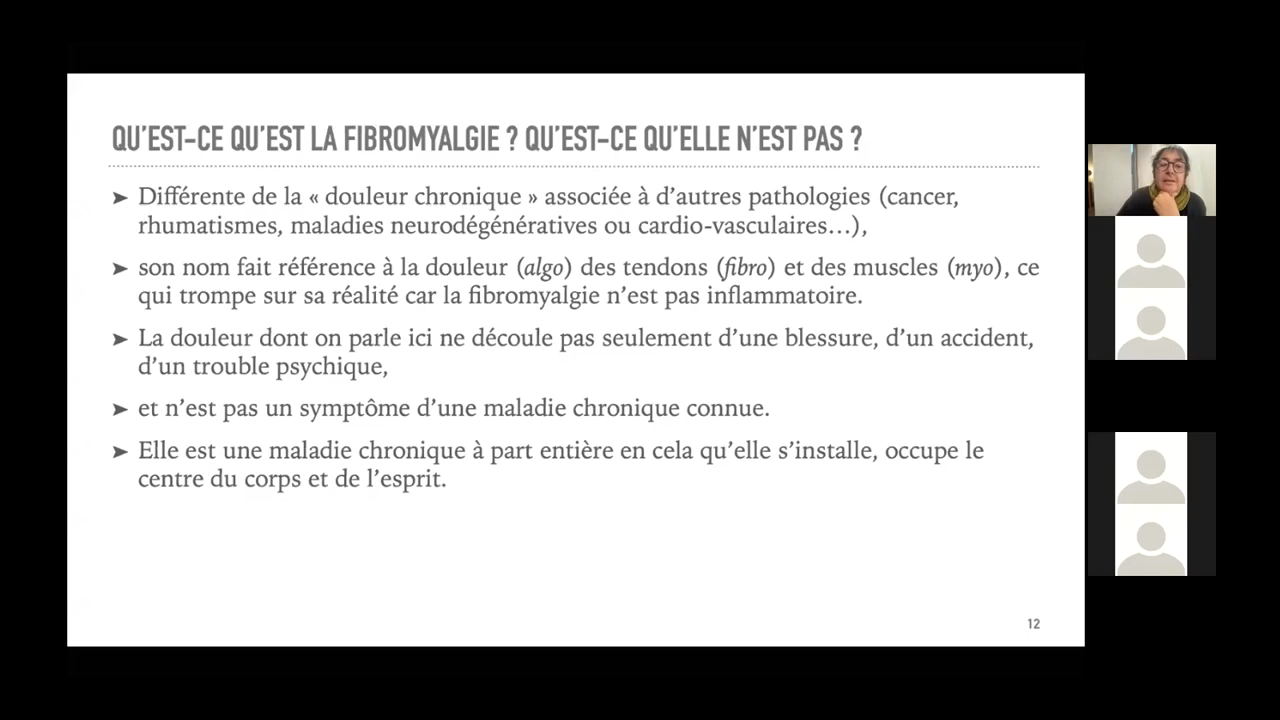 QU’EST-CE QU’EST LA FIBROMYALGIE ? QU’EST-CE QU’ELLE N’EST PAS ?
➤ Différente de la « douleur chronique » associée à d’autres pathologies (cancer,
rhumatismes, maladies neurodégénératives ou cardio-vasculaires…),
➤ son nom fait référence à la douleur (algo) des tendons (fibro) et des muscles (myo), ce
qui trompe sur sa réalité car la fibromyalgie n’est pas inflammatoire.
➤ La douleur dont on parle ici ne découle pas seulement d’une blessure, d’un accident,
d’un trouble psychique,
➤ et n’est pas un symptôme d’une maladie chronique connue.
➤ Elle est une maladie chronique à part entière en cela qu’elle s’installe, occupe le
centre du corps et de l’esprit.
12